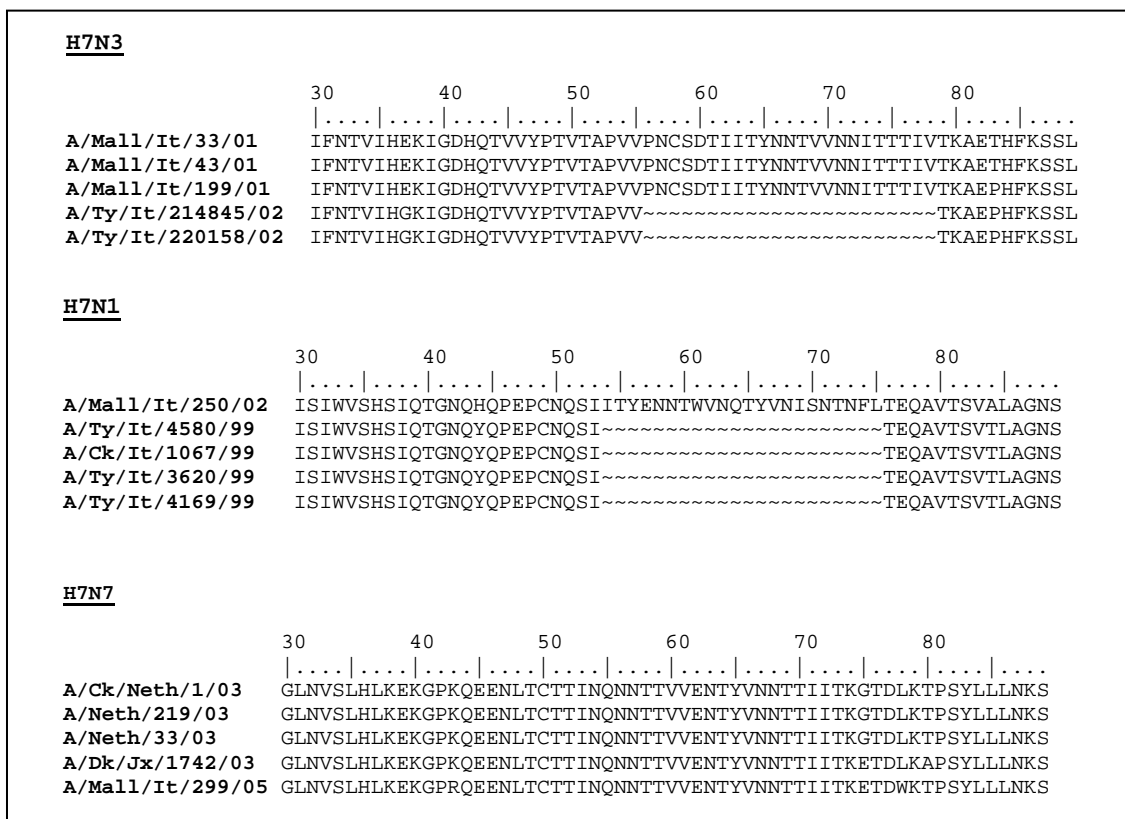 H7N3
30 40 50 60 70 80
|....|....|....|....|....|....|....|....|....|....|....|....
A/Mall/It/33/01 IFNTVIHEKIGDHQTVVYPTVTAPVVPNCSDTIITYNNTVVNNITTTIVTKAETHFKSSL
A/Mall/It/43/01 IFNTVIHEKIGDHQTVVYPTVTAPVVPNCSDTIITYNNTVVNNITTTIVTKAETHFKSSL
A/Mall/It/199/01 IFNTVIHEKIGDHQTVVYPTVTAPVVPNCSDTIITYNNTVVNNITTTIVTKAEPHFKSSL
A/Ty/It/214845/02 IFNTVIHGKIGDHQTVVYPTVTAPVV~~~~~~~~~~~~~~~~~~~~~~~TKAEPHFKSSL
A/Ty/It/220158/02 IFNTVIHGKIGDHQTVVYPTVTAPVV~~~~~~~~~~~~~~~~~~~~~~~TKAEPHFKSSL
H7N1
30 40 50 60 70 80
|....|....|....|....|....|....|....|....|....|....|....|....
A/Mall/It/250/02 ISIWVSHSIQTGNQHQPEPCNQSIITYENNTWVNQTYVNISNTNFLTEQAVTSVALAGNS
A/Ty/It/4580/99 ISIWVSHSIQTGNQYQPEPCNQSI~~~~~~~~~~~~~~~~~~~~~~TEQAVTSVTLAGNS
A/Ck/It/1067/99 ISIWVSHSIQTGNQYQPEPCNQSI~~~~~~~~~~~~~~~~~~~~~~TEQAVTSVTLAGNS
A/Ty/It/3620/99 ISIWVSHSIQTGNQYQPEPCNQSI~~~~~~~~~~~~~~~~~~~~~~TEQAVTSVTLAGNS
A/Ty/It/4169/99 ISIWVSHSIQTGNQYQPEPCNQSI~~~~~~~~~~~~~~~~~~~~~~TEQAVTSVTLAGNS
H7N7
30 40 50 60 70 80
|....|....|....|....|....|....|....|....|....|....|....|....
A/Ck/Neth/1/03 GLNVSLHLKEKGPKQEENLTCTTINQNNTTVVENTYVNNTTIITKGTDLKTPSYLLLNKS
A/Neth/219/03 GLNVSLHLKEKGPKQEENLTCTTINQNNTTVVENTYVNNTTIITKGTDLKTPSYLLLNKS
A/Neth/33/03 GLNVSLHLKEKGPKQEENLTCTTINQNNTTVVENTYVNNTTIITKGTDLKTPSYLLLNKS
A/Dk/Jx/1742/03 GLNVSLHLKEKGPKQEENLTCTTINQNNTTVVENTYVNNTTIITKETDLKAPSYLLLNKS
A/Mall/It/299/05 GLNVSLHLKEKGPRQEENLTCTTINQNNTTVVENTYVNNTTIITKETDWKTPSYLLLNKS